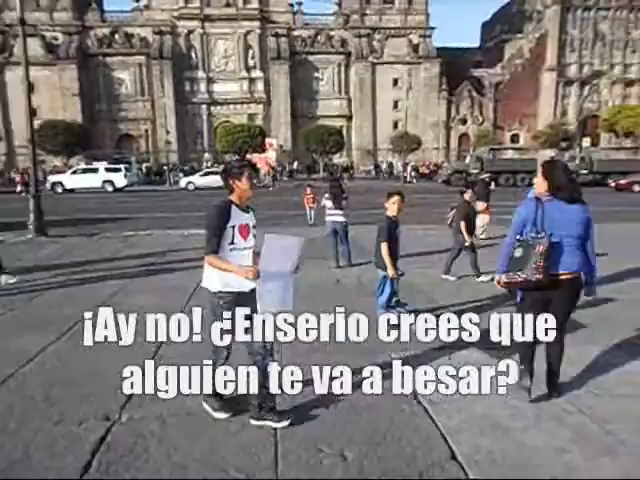 ¡Ay no! ¿Enserio crees que
alguien te va a besar?
I ♥